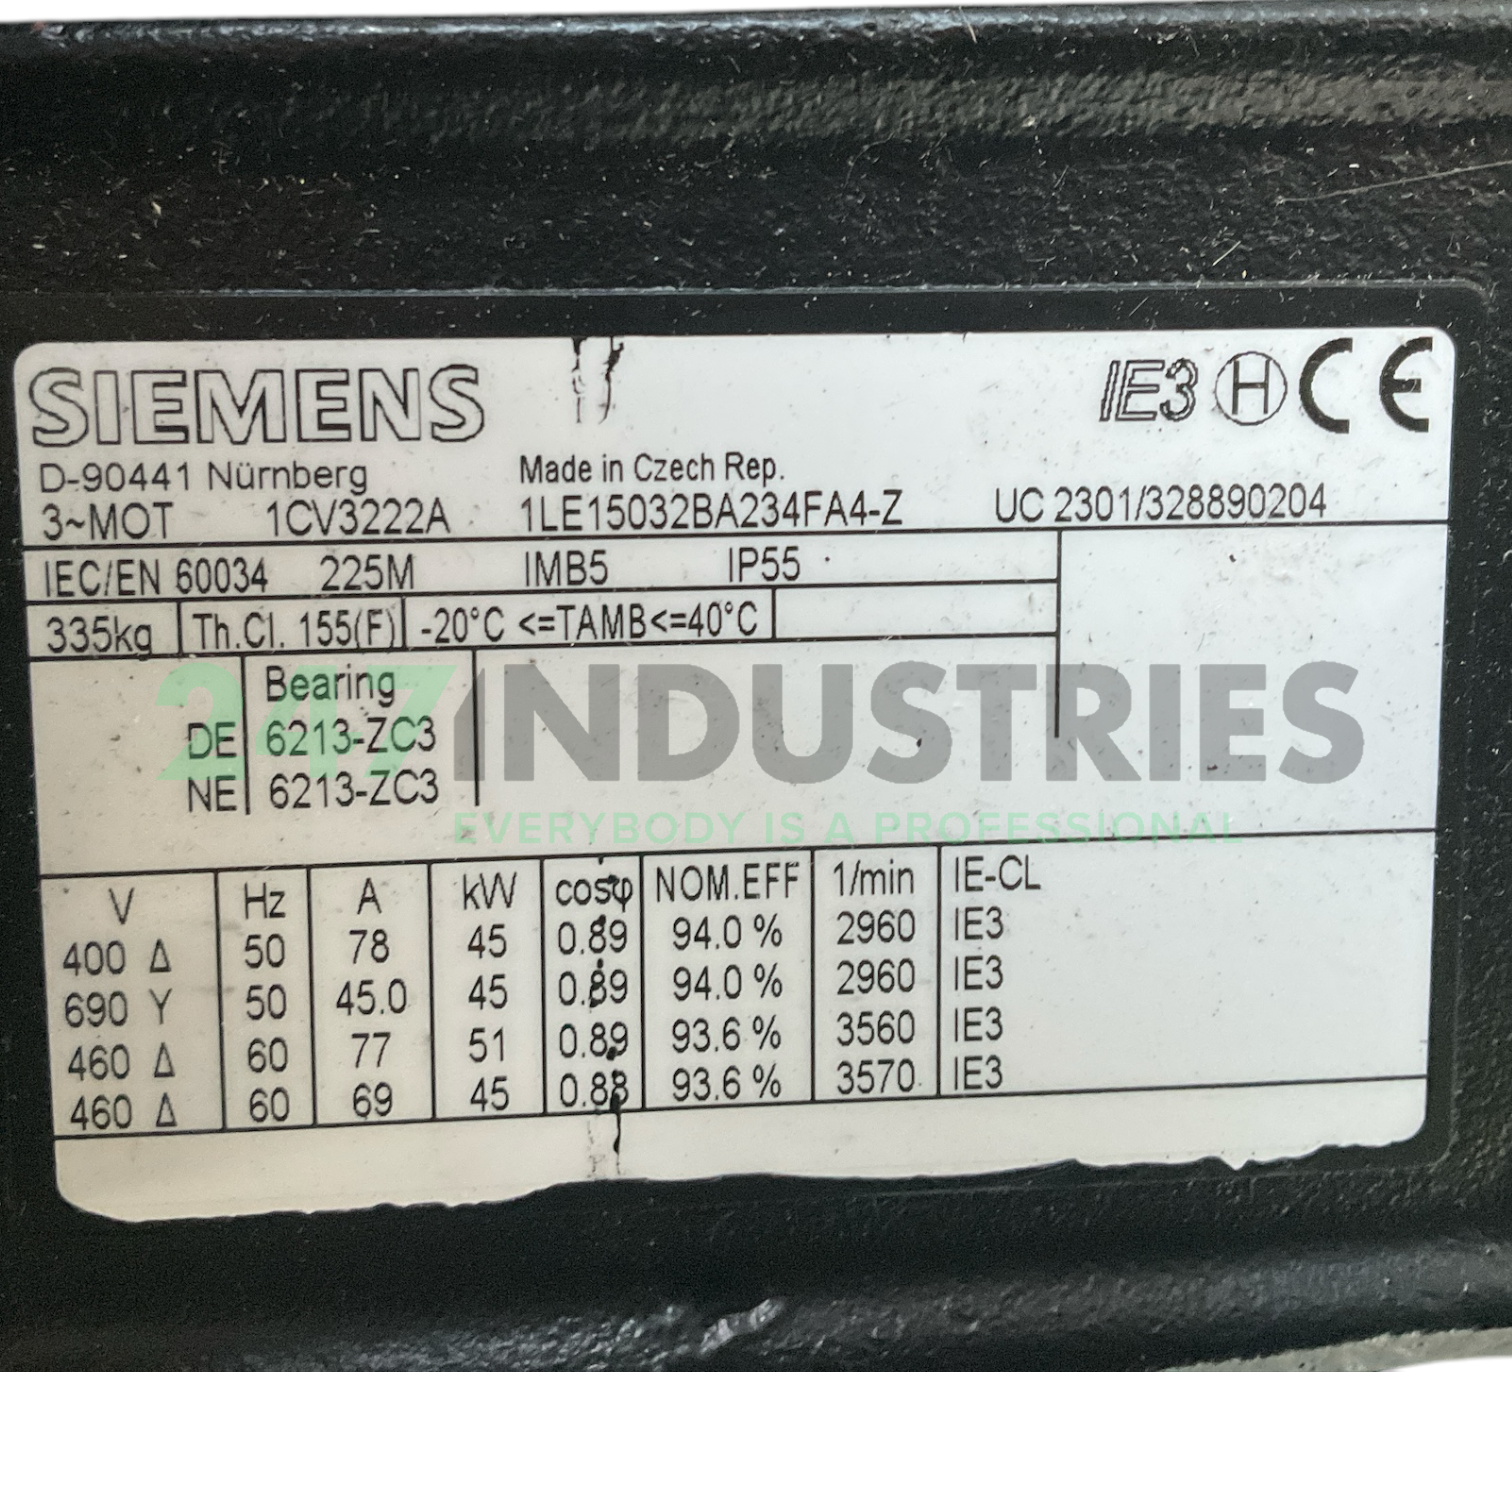 SIEMENS IE3 H CE
D-90441 Nürnberg Made in Czech Rep.
3~MOT 1CV3222A 1LE15032BA234FA4-Z UC 2301/328890204
IEC/EN 60034 225M IMB5 IP55
335kg Th.Cl. 155(F) -20°C <=TAMB<=40°C
Bearing
DE 6213-ZC3
NE 6213-ZC3
247INDUSTRIES
EVERYBODY IS A PROFESSIONAL
V Hz A kW cosφ NOM.EFF 1/min IE-CL
400 Δ 50 78 45 0.89 94.0 % 2960 IE3
690 Y 50 45.0 45 0.89 94.0 % 2960 IE3
460 Δ 60 77 51 0.89 93.6 % 3560 IE3
460 Δ 60 69 45 0.88 93.6 % 3570 IE3